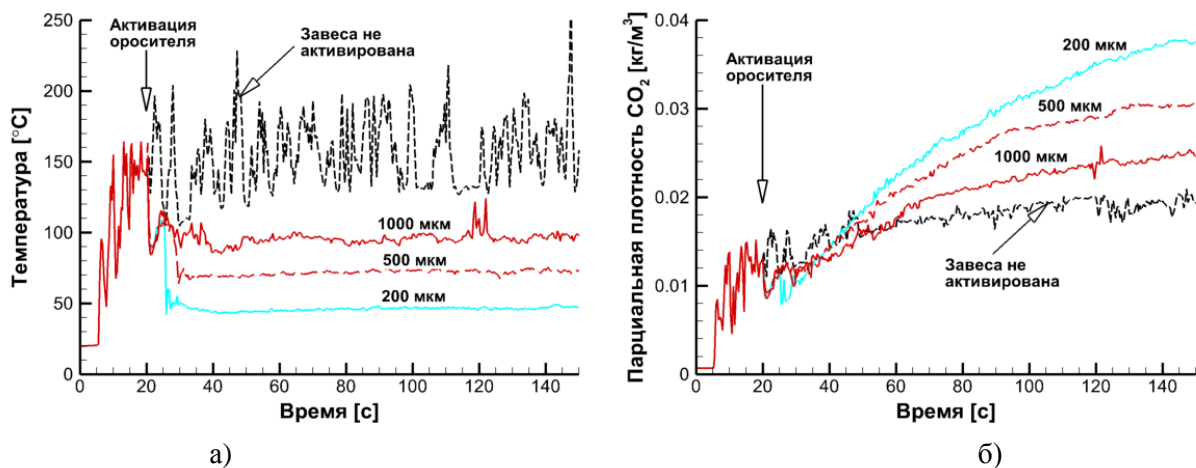 Температура [°C]
250
200
150
100
50
0
Активация
оросителя
Завеса не
активирована
1000 мкм
500 мкм
200 мкм
0 20 40 60 80 100 120 140
Время [с]
а)
Парциальная плотность CO2 [кг/м³]
0.04
0.03
0.02
0.01
0
Активация
оросителя
200 мкм
500 мкм
1000 мкм
Завеса не
активирована
0 20 40 60 80 100 120 140
Время [с]
б)